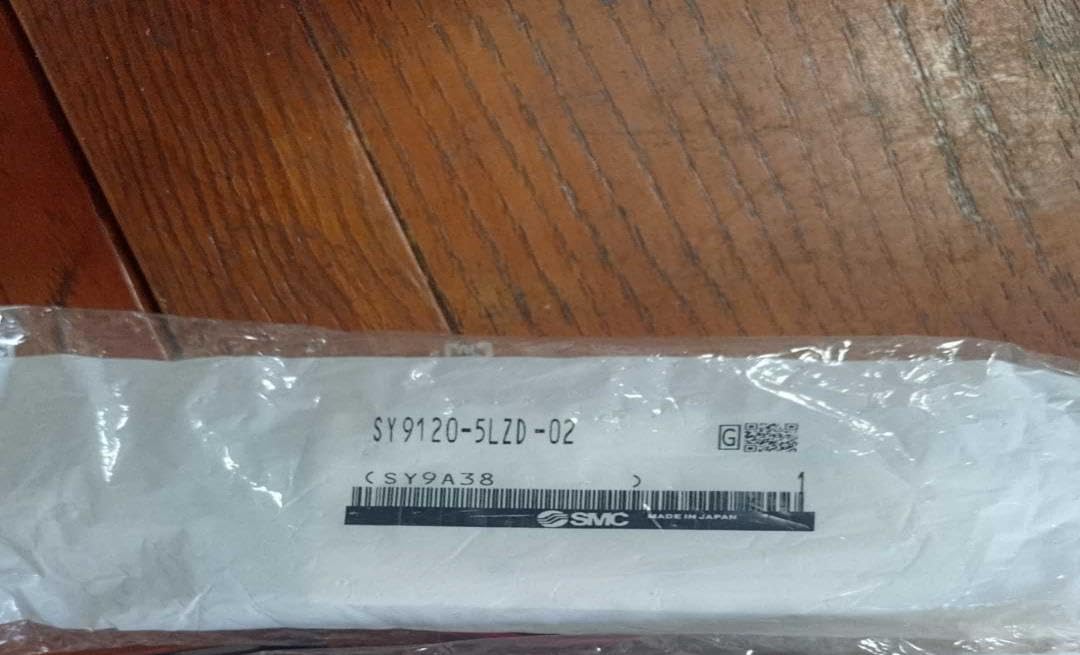 SY9120-5LZD-02
G
(SY9A38 ) 1
SMC MADE IN JAPAN